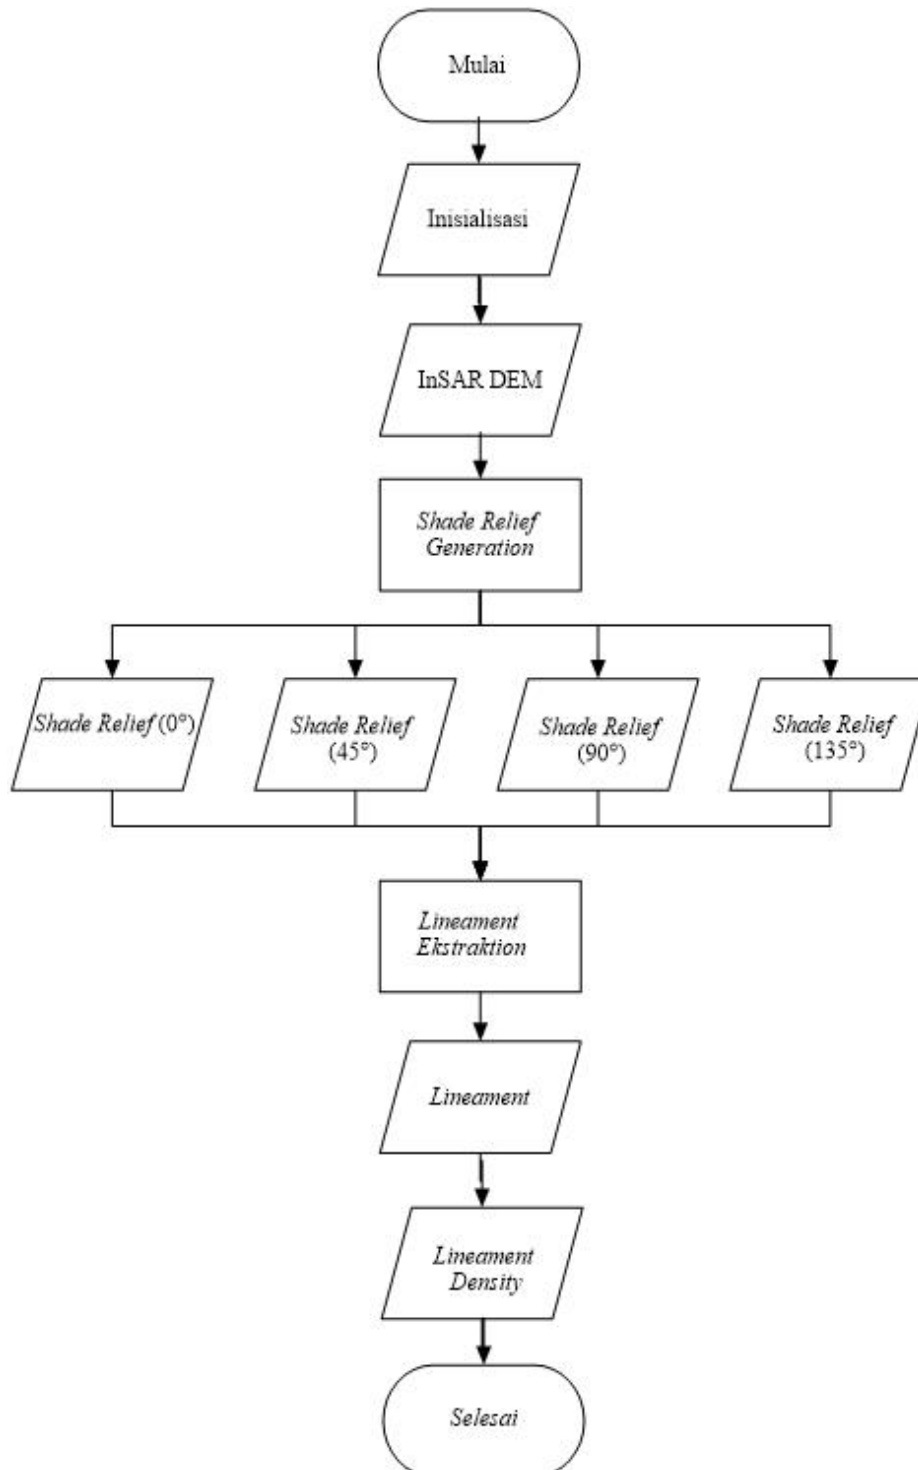 Mulai
Inisialisasi
InSAR DEM
Shade Relief
Generation
Shade Relief (0°)
Shade Relief
(45°)
Shade Relief
(90°)
Shade Relief
(135°)
Lineament
Ekstraktion
Lineament
Lineament
Density
Selesai